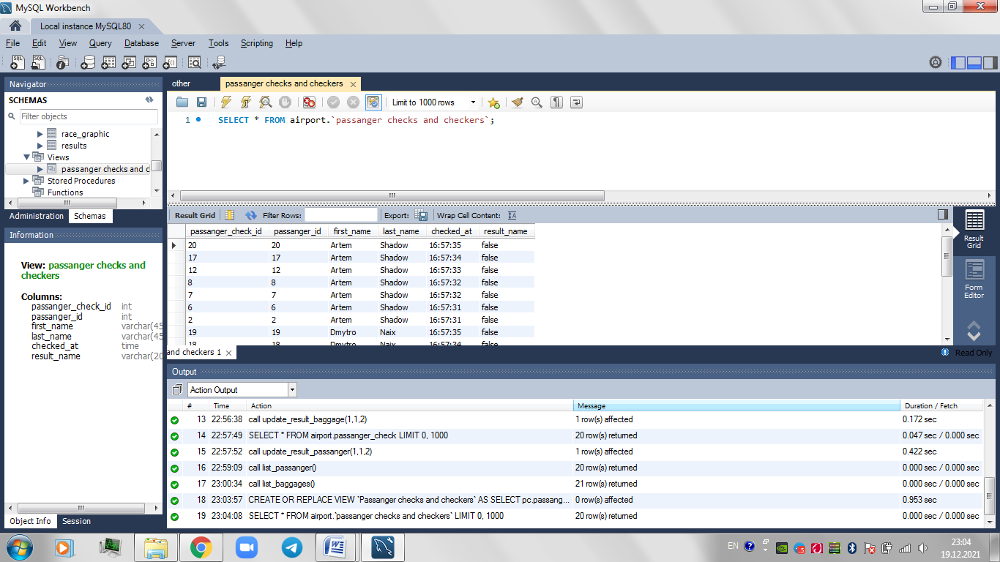 MySQL Workbench
Local instance MySQL80
File Edit View Query Database Server Tools Scripting Help
Navigator
SCHEMAS
Filter objects
race_graphic
results
Views
passanger checks and c
Stored Procedures
Functions
Administration Schemas
Information
View: passanger checks and
checkers
Columns:
passanger_check_id int
passanger_id int
first_name varchar(45
last_name varchar(45
checked_at time
result_name varchar(20
Object Info Session
other passanger checks and checkers
Limit to 1000 rows
1 SELECT * FROM airport.`passanger checks and checkers`;
Result Grid Filter Rows: Export: Wrap Cell Content:
passanger_check_id passanger_id first_name last_name checked_at result_name
20 20 Artem Shadow 16:57:35 false
17 17 Artem Shadow 16:57:34 false
12 12 Artem Shadow 16:57:33 false
8 8 Artem Shadow 16:57:32 false
7 7 Artem Shadow 16:57:32 false
6 6 Artem Shadow 16:57:31 false
2 2 Artem Shadow 16:57:31 false
19 19 Dmytro Naix 16:57:35 false
18 18 Dmytro Naix 16:57:34 false
Result
Grid
Form
Editor
and checkers 1
Read Only
Output
Action Output
# Time Action Message Duration / Fetch
13 22:56:38 call update_result_baggage(1,1,2) 1 row(s) affected 0.172 sec
14 22:57:49 SELECT * FROM airport.passanger_check LIMIT 0, 1000 20 row(s) returned 0.047 sec / 0.000 sec
15 22:57:52 call update_result_passanger(1,1,2) 1 row(s) affected 0.422 sec
16 22:59:09 call list_passanger() 20 row(s) returned 0.000 sec / 0.000 sec
17 23:00:34 call list_baggages() 21 row(s) returned 0.000 sec / 0.000 sec
18 23:03:57 CREATE OR REPLACE VIEW `Passanger checks and checkers` AS SELECT pc.passang... 0 row(s) affected 0.953 sec
19 23:04:08 SELECT * FROM airport.`passanger checks and checkers` LIMIT 0, 1000 20 row(s) returned 0.000 sec / 0.000 sec
EN
23:04
19.12.2021